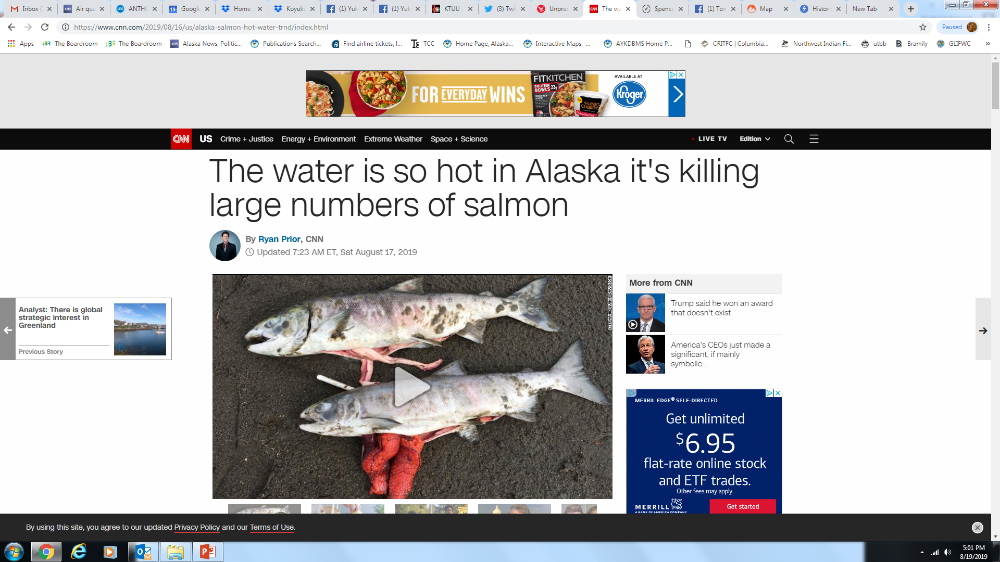 Inbox (
Air qua
ANTHC
Google
Home
Koyuku
(1) Yuk
(1) Yuk
KTUU -
(3) Twi
Unprec
The wa
Spence
(1) Ton
Map
Histori
New Tab
https://www.cnn.com/2019/08/16/us/alaska-salmon-hot-water-trnd/index.html
Paused
Apps
The Boardroom
The Boardroom
Alaska News, Politic...
Publications Search...
Find airline tickets, l...
TCC
Home Page, Alaska...
Interactive Maps -...
AYKDBMS Home P...
CRITFC | Columbia...
Northwest Indian Fi...
utbb
Bramily
GLIFWC
»
FOR EVERYDAY WINS
FITKITCHEN
PROTEIN BOWLS 22g
LEAN CUISINE
AVAILABLE AT
Kroger
CNN US Crime + Justice Energy + Environment Extreme Weather Space + Science
LIVE TV Edition
The water is so hot in Alaska it's killing
large numbers of salmon
By Ryan Prior, CNN
Updated 7:23 AM ET, Sat August 17, 2019
STEPHANIE QUINN-DAVIDSON
Analyst: There is global
strategic interest in
Greenland
Previous Story
More from CNN
Trump said he won an award
that doesn't exist
America's CEOs just made a
significant, if mainly
symbolic...
MERRIL EDGE® SELF-DIRECTED
Get unlimited
$6.95
flat-rate online stock
and ETF trades.
Other fees may apply.
MERRILL
A BANK OF AMERICA COMPANY
Get started
By using this site, you agree to our updated Privacy Policy and our Terms of Use.
5:01 PM
8/19/2019